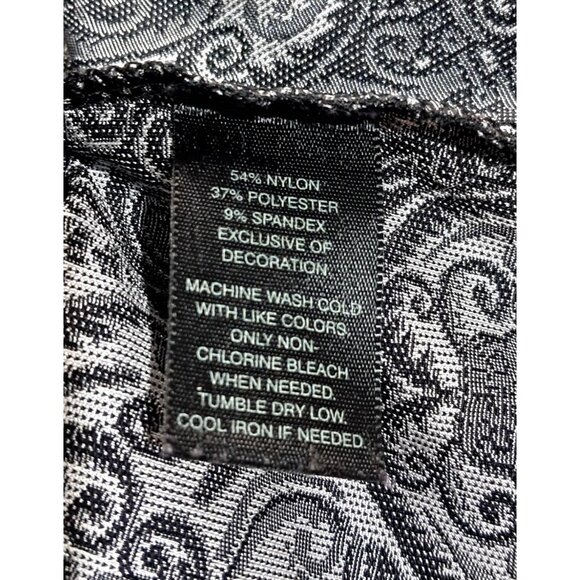 54% NYLON
37% POLYESTER
9% SPANDEX
EXCLUSIVE OF
DECORATION
MACHINE WASH COLD
WITH LIKE COLORS.
ONLY NON-
CHLORINE BLEACH
WHEN NEEDED.
TUMBLE DRY LOW.
COOL IRON IF NEEDED.